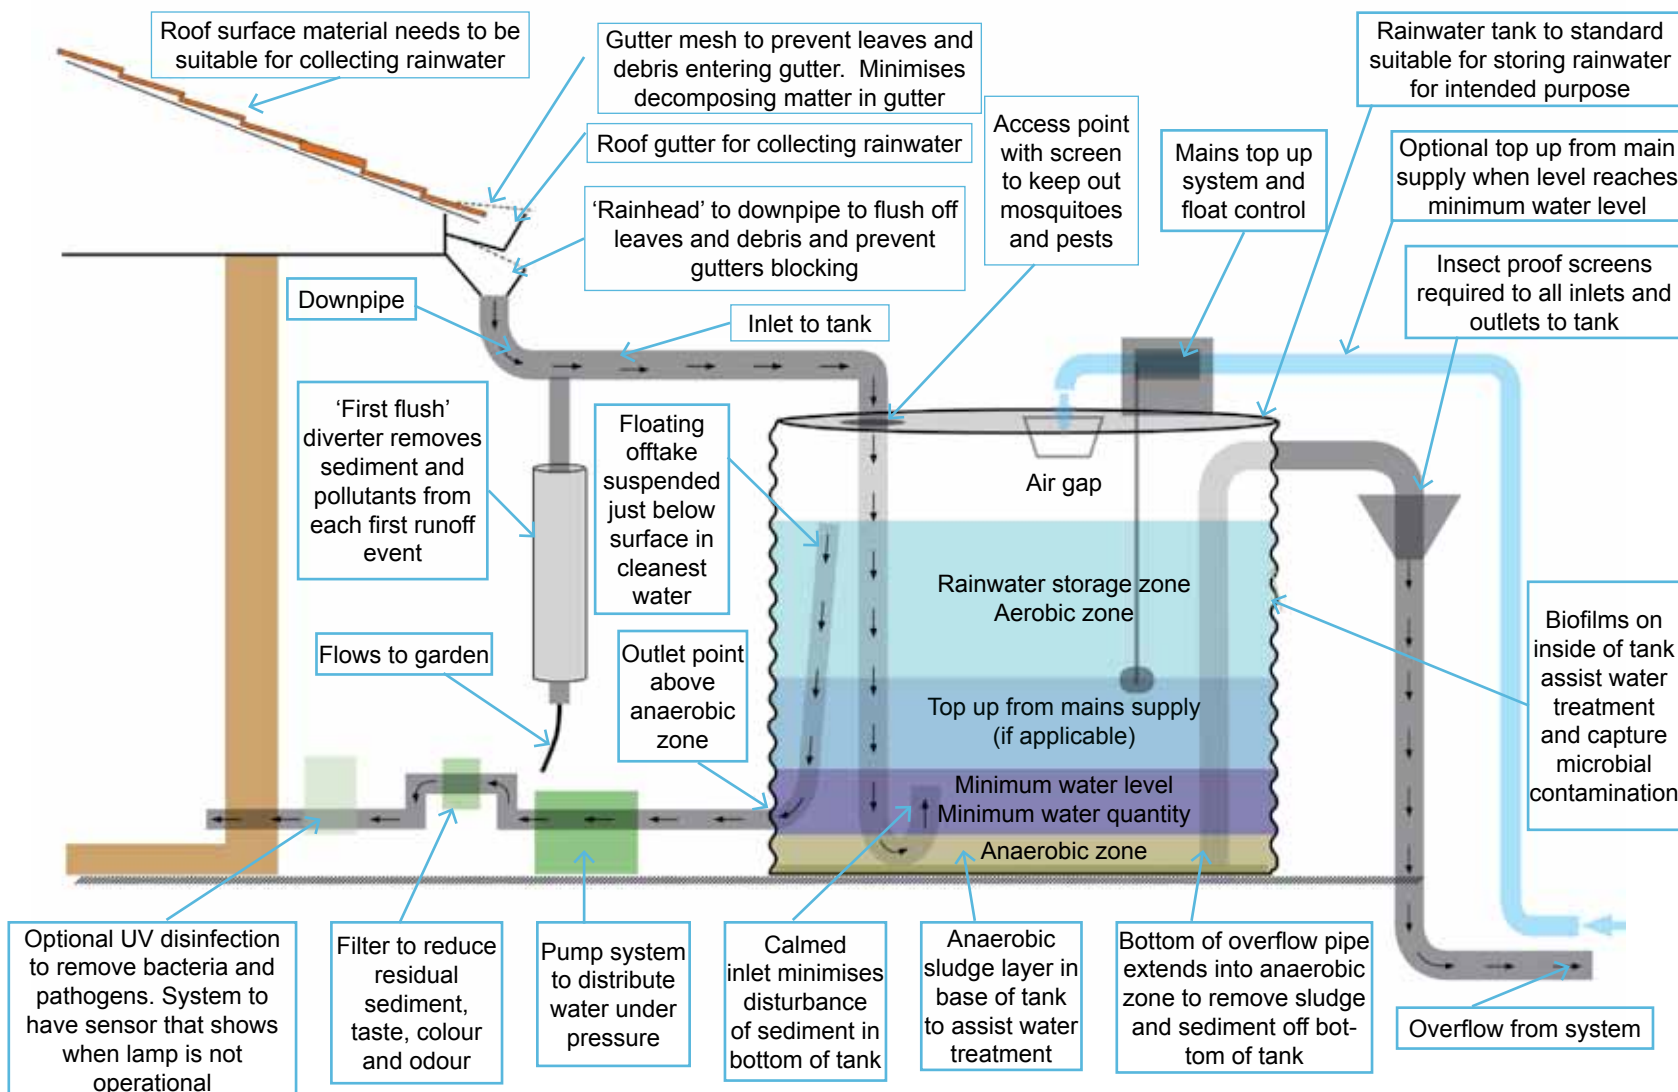 Roof surface material needs to be
suitable for collecting rainwater
Gutter mesh to prevent leaves and
debris entering gutter.  Minimises
decomposing matter in gutter
Roof gutter for collecting rainwater
'Rainhead' to downpipe to flush off
leaves and debris and prevent
gutters blocking
Access point
with screen
to keep out
mosquitoes
and pests
Mains top up
system and
float control
Rainwater tank to standard
suitable for storing rainwater
for intended purpose
Optional top up from main
supply when level reaches
minimum water level
Insect proof screens
required to all inlets and
outlets to tank
Downpipe
Inlet to tank
'First flush'
diverter removes
sediment and
pollutants from
each first runoff
event
Floating
offtake
suspended
just below
surface in
cleanest
water
Air gap
Rainwater storage zone
Aerobic zone
Flows to garden
Outlet point
above
anaerobic
zone
Top up from mains supply
(if applicable)
Minimum water level
Minimum water quantity
Anaerobic zone
Biofilms on
inside of tank
assist water
treatment
and capture
microbial
contamination
Optional UV disinfection
to remove bacteria and
pathogens. System to
have sensor that shows
when lamp is not
operational
Filter to reduce
residual
sediment,
taste, colour
and odour
Pump system
to distribute
water under
pressure
Calmed
inlet minimises
disturbance
of sediment in
bottom of tank
Anaerobic
sludge layer in
base of tank
to assist water
treatment
Bottom of overflow pipe
extends into anaerobic
zone to remove sludge
and sediment off bot-
tom of tank
Overflow from system